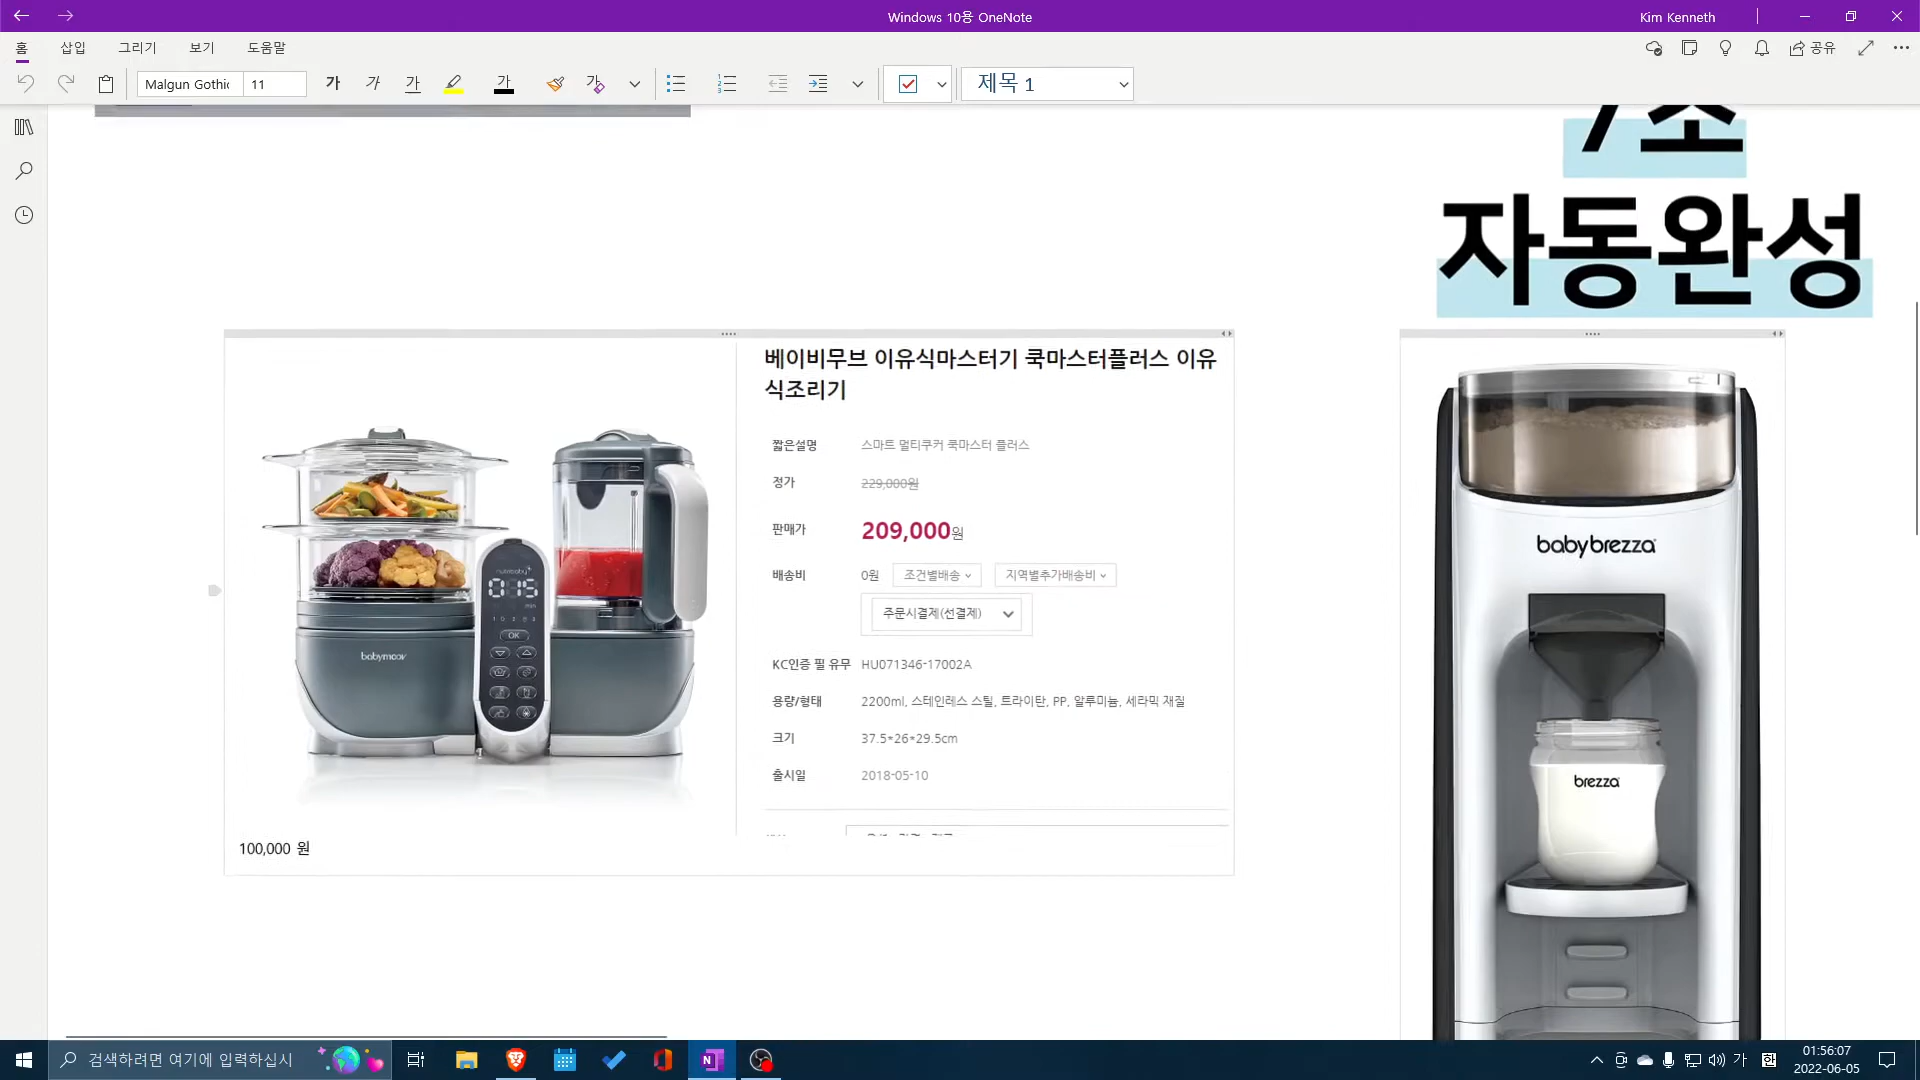 Windows 10용 OneNote
Kim Kenneth
홈 삽입 그리기 보기 도움말
공유
Malgun Gothic 11 가 가 가 가 가 제목 1
7초
자동완성
베이비무브 이유식마스터기 쿡마스터플러스 이유
식조리기
짧은설명 스마트 멀티쿠커 쿡마스터 플러스
정가 229,000원
판매가 209,000원
배송비 0원 조건별배송 지역별추가배송비
주문시결제(선결제)
KC인증 필 유무 HU071346-17002A
용량/형태 2200ml, 스테인레스 스틸, 트라이탄, PP, 알루미늄, 세라믹 재질
크기 37.5*26*29.5cm
출시일 2018-05-10
nutribaby+
015
min
OK
babymoov
100,000 원
babybrezza
brezza
검색하려면 여기에 입력하십시
가 한
01:56:07
2022-06-05